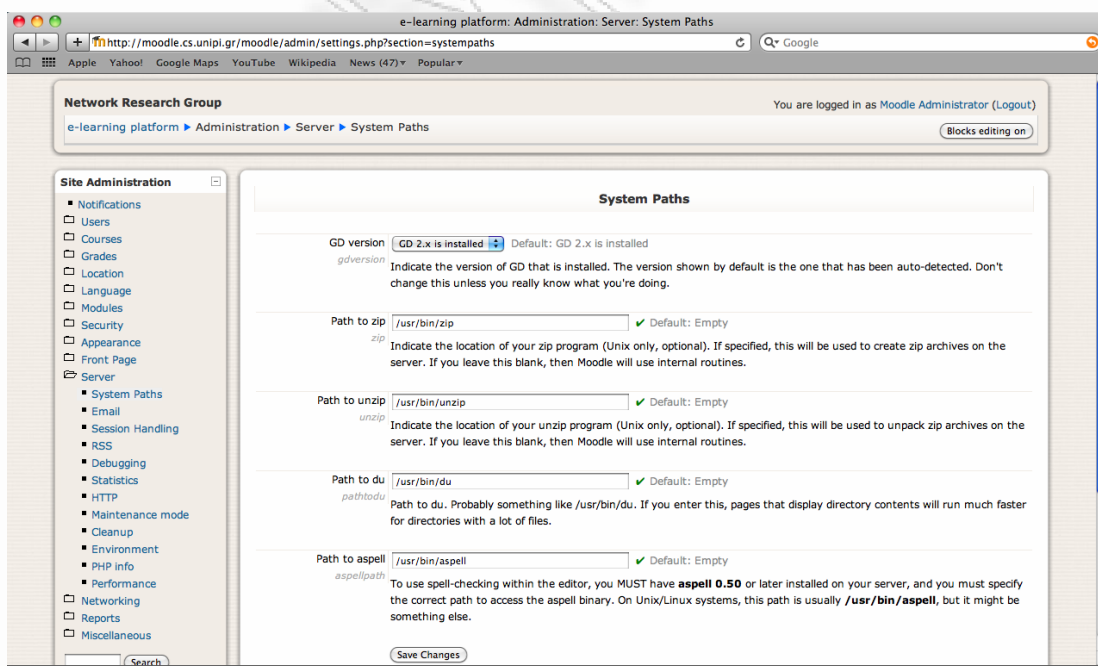 e-learning platform: Administration: Server: System Paths
http://moodle.cs.unipi.gr/moodle/admin/settings.php?section=systempaths
Google
Apple Yahoo! Google Maps YouTube Wikipedia News (47) Popular
Network Research Group
You are logged in as Moodle Administrator (Logout)
e-learning platform ► Administration ► Server ► System Paths
Blocks editing on
Site Administration
Notifications
Users
Courses
Grades
Location
Language
Modules
Security
Appearance
Front Page
Server
System Paths
Email
Session Handling
RSS
Debugging
Statistics
HTTP
Maintenance mode
Cleanup
Environment
PHP info
Performance
Networking
Reports
Miscellaneous
Search
System Paths
GD version GD 2.x is installed Default: GD 2.x is installed
gdversion
Indicate the version of GD that is installed. The version shown by default is the one that has been auto-detected. Don't
change this unless you really know what you're doing.
Path to zip /usr/bin/zip ✔ Default: Empty
zip
Indicate the location of your zip program (Unix only, optional). If specified, this will be used to create zip archives on the
server. If you leave this blank, then Moodle will use internal routines.
Path to unzip /usr/bin/unzip ✔ Default: Empty
unzip
Indicate the location of your unzip program (Unix only, optional). If specified, this will be used to unpack zip archives on the
server. If you leave this blank, then Moodle will use internal routines.
Path to du /usr/bin/du ✔ Default: Empty
pathtodu
Path to du. Probably something like /usr/bin/du. If you enter this, pages that display directory contents will run much faster
for directories with a lot of files.
Path to aspell /usr/bin/aspell ✔ Default: Empty
aspellpath
To use spell-checking within the editor, you MUST have aspell 0.50 or later installed on your server, and you must specify
the correct path to access the aspell binary. On Unix/Linux systems, this path is usually /usr/bin/aspell, but it might be
something else.
Save Changes